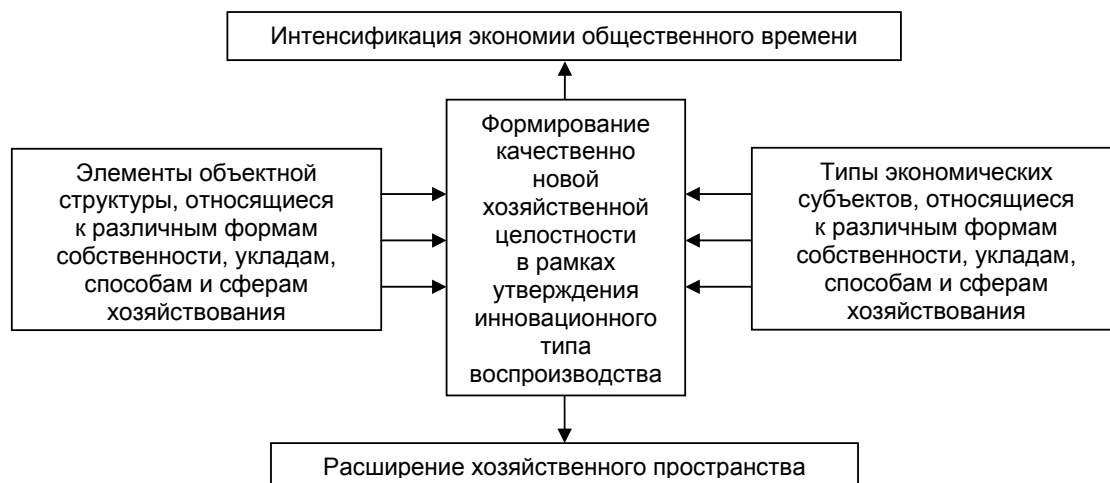 Интенсификация экономии общественного времени
Элементы объектной
структуры, относящиеся
к различным формам
собственности, укладам,
способам и сферам
хозяйствования
Формирование
качественно
новой
хозяйственной
целостности
в рамках
утверждения
инновационного
типа
воспроизводства
Типы экономических
субъектов, относящиеся
к различным формам
собственности, укладам,
способам и сферам
хозяйствования
Расширение хозяйственного пространства